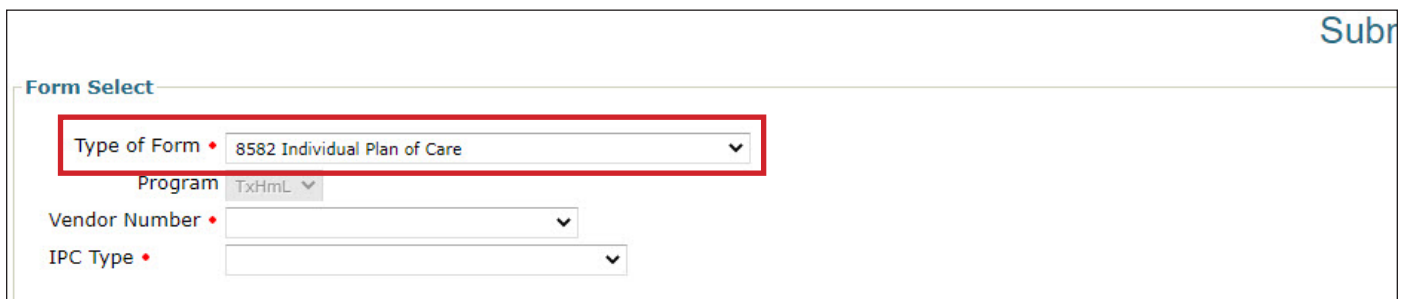 Subr
Form Select
Type of Form • 8582 Individual Plan of Care
Program TxHmL
Vendor Number •
IPC Type •